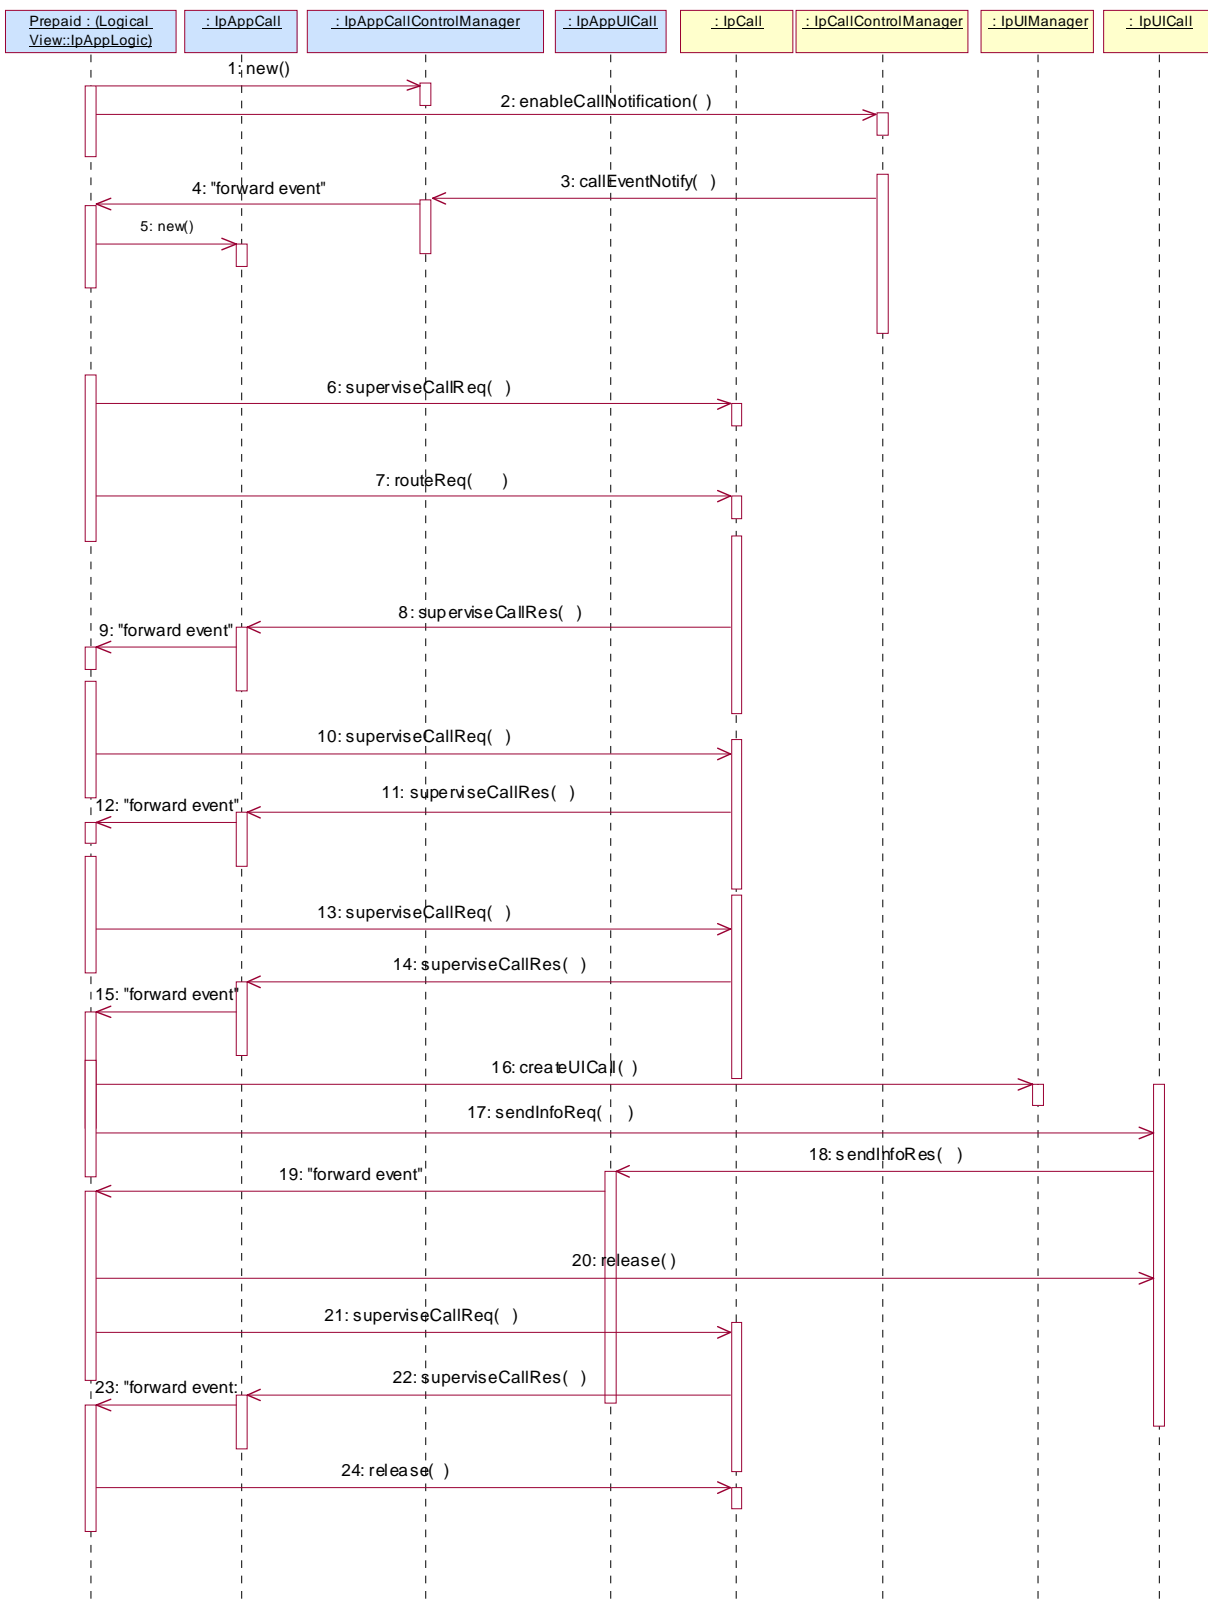 Prepaid : (Logical
View::IpAppLogic)
: IpAppCall
: IpAppCallControlManager
: IpAppUICall
: IpCall
: IpCallControlManager
: IpUIManager
: IpUICall
1: new()
2: enableCallNotification( )
3: callEventNotify( )
4: "forward event"
5: new()
6: superviseCallReq( )
7: routeReq( )
8: superviseCallRes( )
9: "forward event"
10: superviseCallReq( )
11: superviseCallRes( )
12: "forward event"
13: superviseCallReq( )
14: superviseCallRes( )
15: "forward event"
16: createUICall( )
17: sendInfoReq( )
18: sendInfoRes( )
19: "forward event"
20: release( )
21: superviseCallReq( )
22: superviseCallRes( )
23: "forward event:
24: release( )